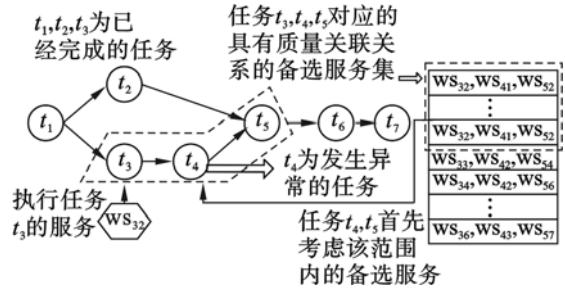 t₁,t₂,t₃为已
经完成的任务
任务t₃,t₄,t₅对应的
具有质量关联关
系的备选服务集
t₁
t₂
t₃
t₄
t₅
t₆
t₇
t₄为发生异
常的任务
执行任务
t₃的服务
WS₃₂
任务t₄,t₅首先
考虑该范围
内的备选服务
WS₃₂,WS₄₁,WS₅₂
⋮
WS₃₂,WS₄₁,WS₅₂
WS₃₃,WS₄₂,WS₅₄
WS₃₄,WS₄₂,WS₅₆
⋮
WS₃₆,WS₄₃,WS₅₇